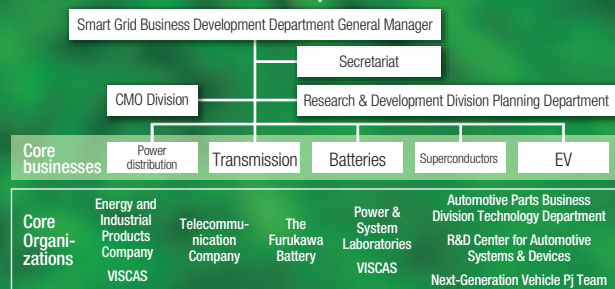 Smart Grid Business Development Department General Manager
Secretariat
CMO Division
Research & Development Division Planning Department
Core
businesses
Power
distribution
Transmission
Batteries
Superconductors
EV
Core
Organi-
zations
Energy and
Industrial
Products
Company
VISCAS
Telecommu-
nication
Company
The
Furukawa
Battery
Power &
System
Laboratories
VISCAS
Automotive Parts Business
Division Technology Department
R&D Center for Automotive
Systems & Devices
Next-Generation Vehicle Pj Team